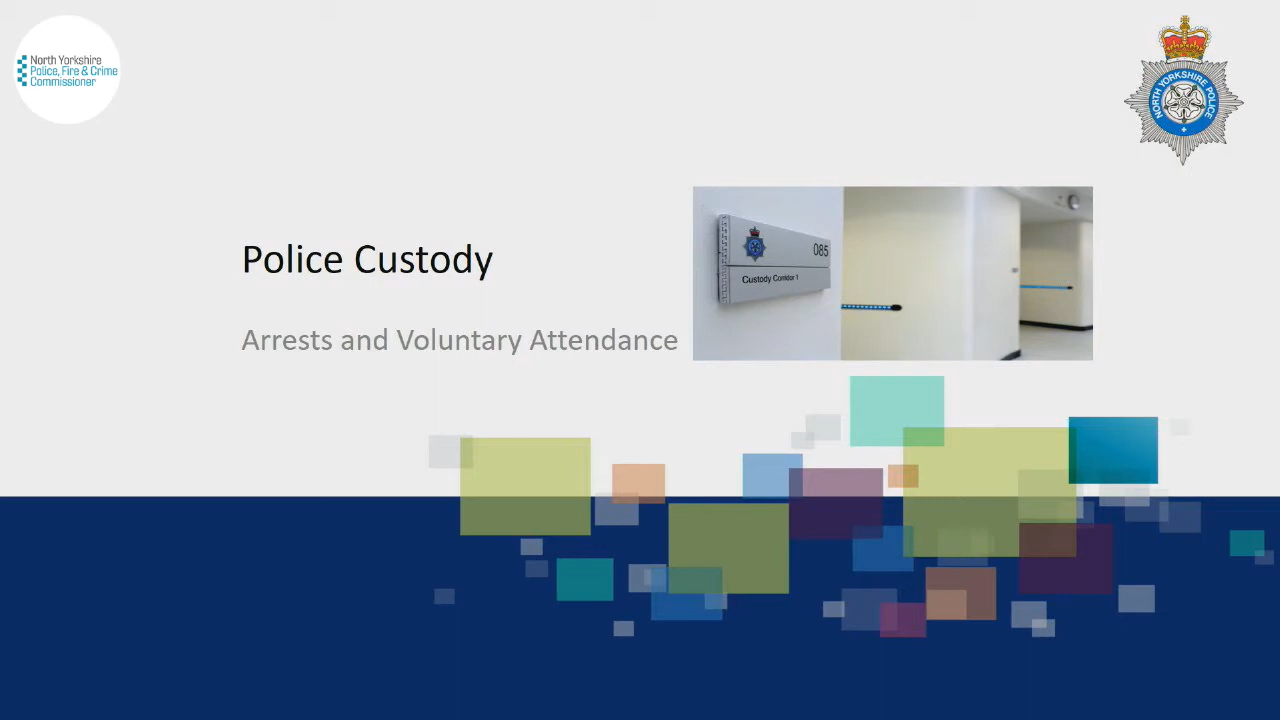 North Yorkshire
Police, Fire & Crime
Commissioner
NORTH YORKSHIRE POLICE
Police Custody
085
Custody Corridor 1
Arrests and Voluntary Attendance